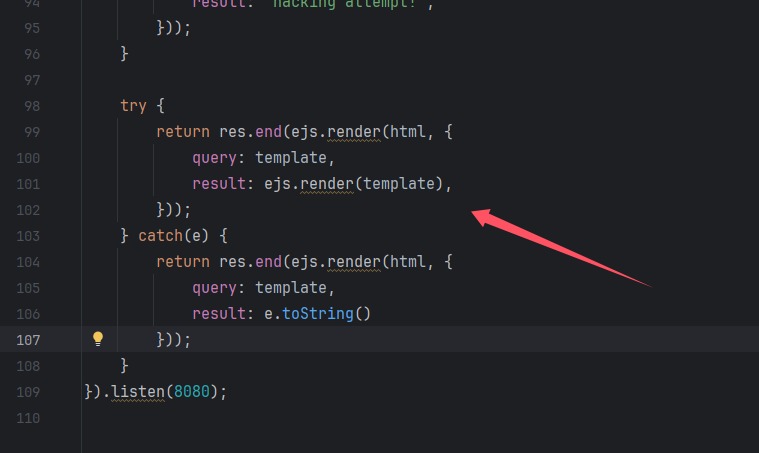 94 result: "hacking attempt!",
95 }));
96 }
97
98 try {
99 return res.end(ejs.render(html, {
100 query: template,
101 result: ejs.render(template),
102 }));
103 } catch(e) {
104 return res.end(ejs.render(html, {
105 query: template,
106 result: e.toString()
107 }));
108 }
109 }).listen(8080);
110